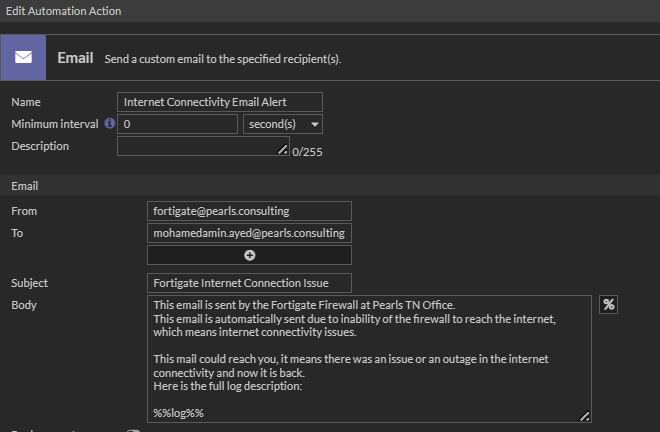 Edit Automation Action
Email Send a custom email to the specified recipient(s).
Name Internet Connectivity Email Alert
Minimum interval 0 second(s)
Description 0/255
Email
From fortigate@pearls.consulting
To mohamedamin.ayed@pearls.consulting
Subject Fortigate Internet Connection Issue
Body This email is sent by the Fortigate Firewall at Pearls TN Office.
This email is automatically sent due to inability of the firewall to reach the internet,
which means internet connectivity issues.
This mail could reach you, it means there was an issue or an outage in the internet
connectivity and now it is back.
Here is the full log description:
%%log%%